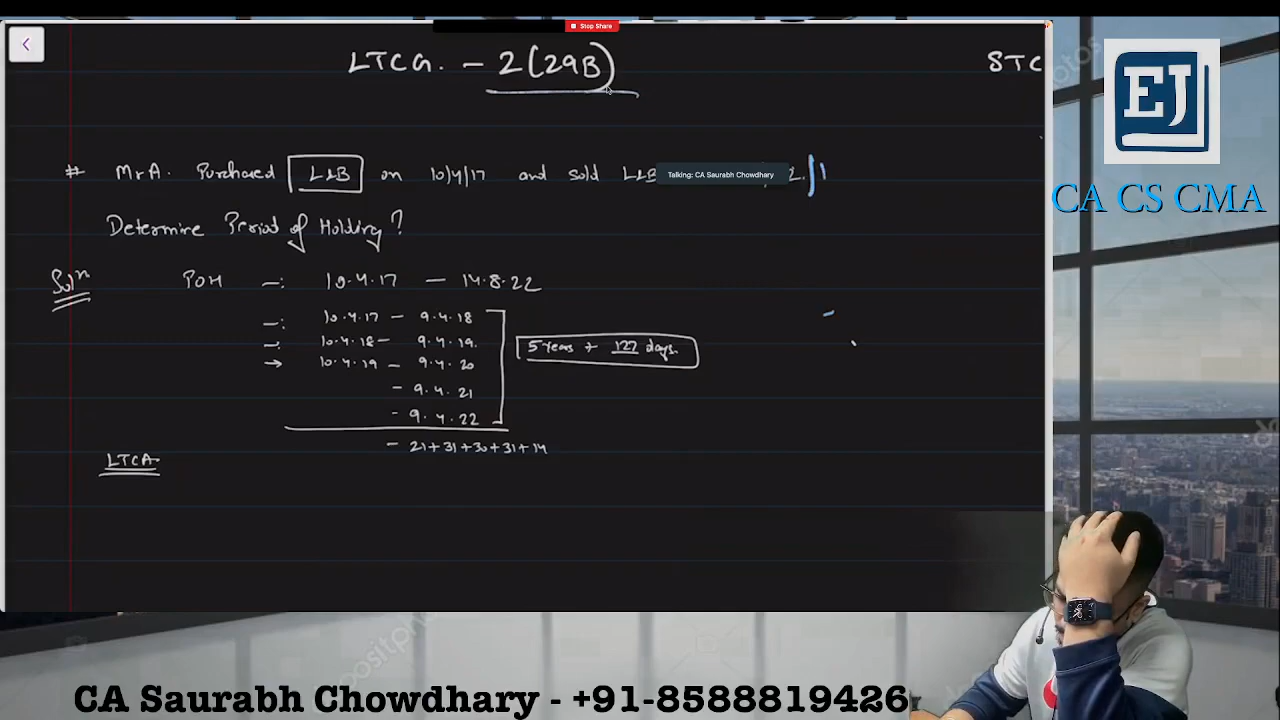 Stop Share
LTCG. - 2(29B)
STC
EJ
# Mr A. Purchased L&B on 10/4/17 and sold L&B
Talking: CA Saurabh Chowdhary
2.
CA CS CMA
Determine Period of Holding?
Solⁿ POH -: 10.4.17 - 14.8.22
-: 10.4.17 - 9.4.18
-: 10.4.18 - 9.4.19.
→ 10.4.19 - 9.4.20
5 Years + 127 days.
- 9.4.21
- 9.4.22
- 21+31+30+31+14
LTCA
CA Saurabh Chowdhary - +91-8588819426